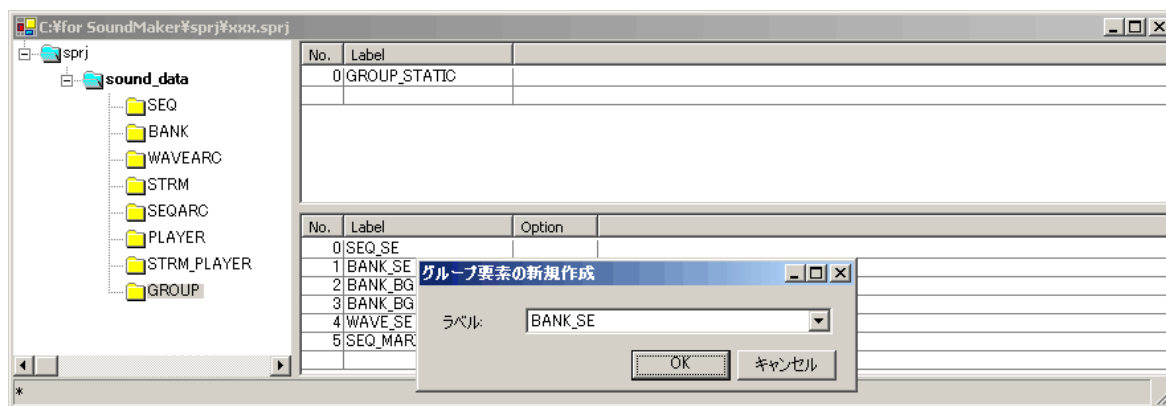 C:¥for SoundMaker¥sprj¥xxx.sprj
sprj
sound_data
SEQ
BANK
WAVEARC
STRM
SEQARC
PLAYER
STRM_PLAYER
GROUP
No. Label
0 GROUP_STATIC
No. Label Option
0 SEQ_SE
1 BANK_SE
2 BANK_BG
3 BANK_BG
4 WAVE_SE
5 SEQ_MAR
グループ要素の新規作成
ラベル: BANK_SE
OK キャンセル
*